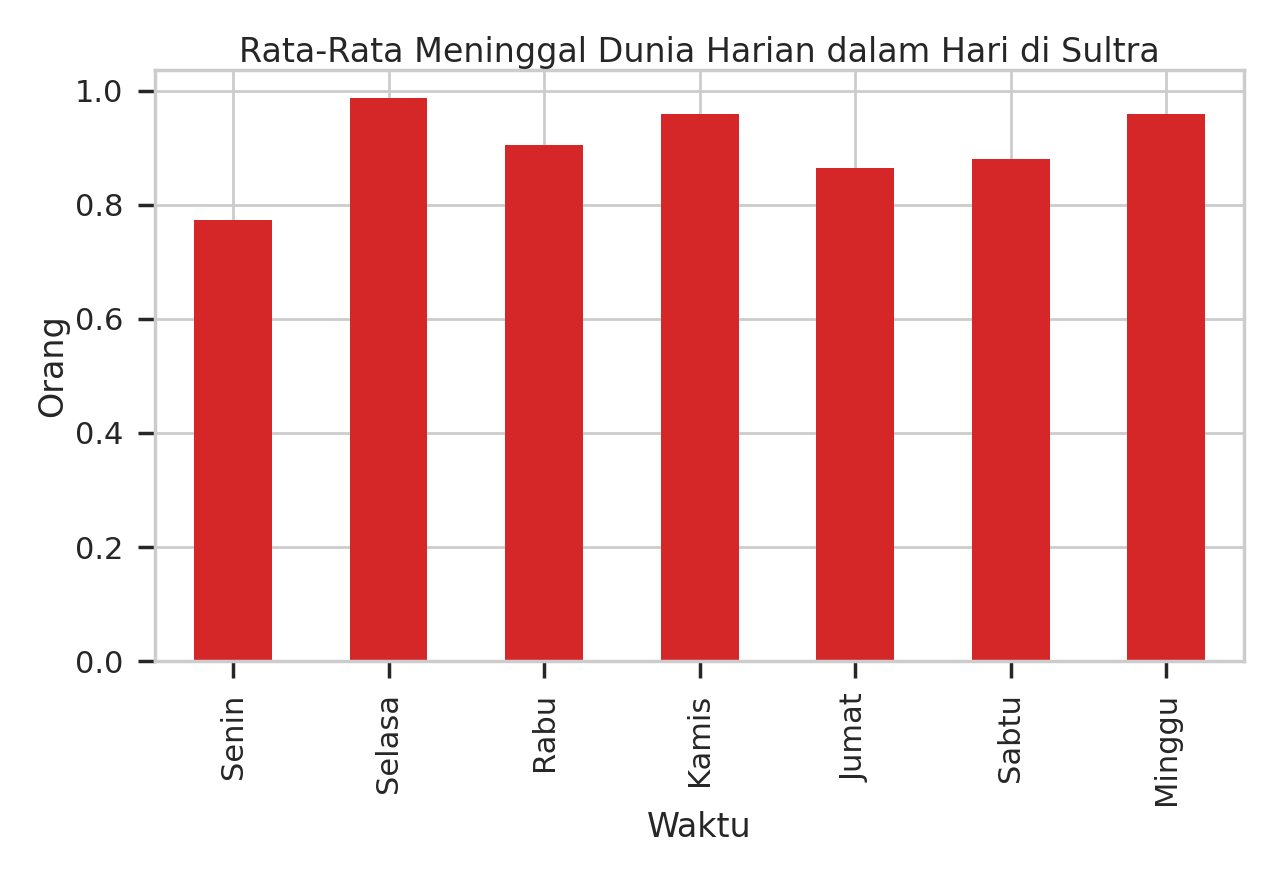 Rata-Rata Meninggal Dunia Harian dalam Hari di Sultra
1.0
0.8
0.6
0.4
0.2
0.0
Orang
Senin
Selasa
Rabu
Kamis
Jumat
Sabtu
Minggu
Waktu